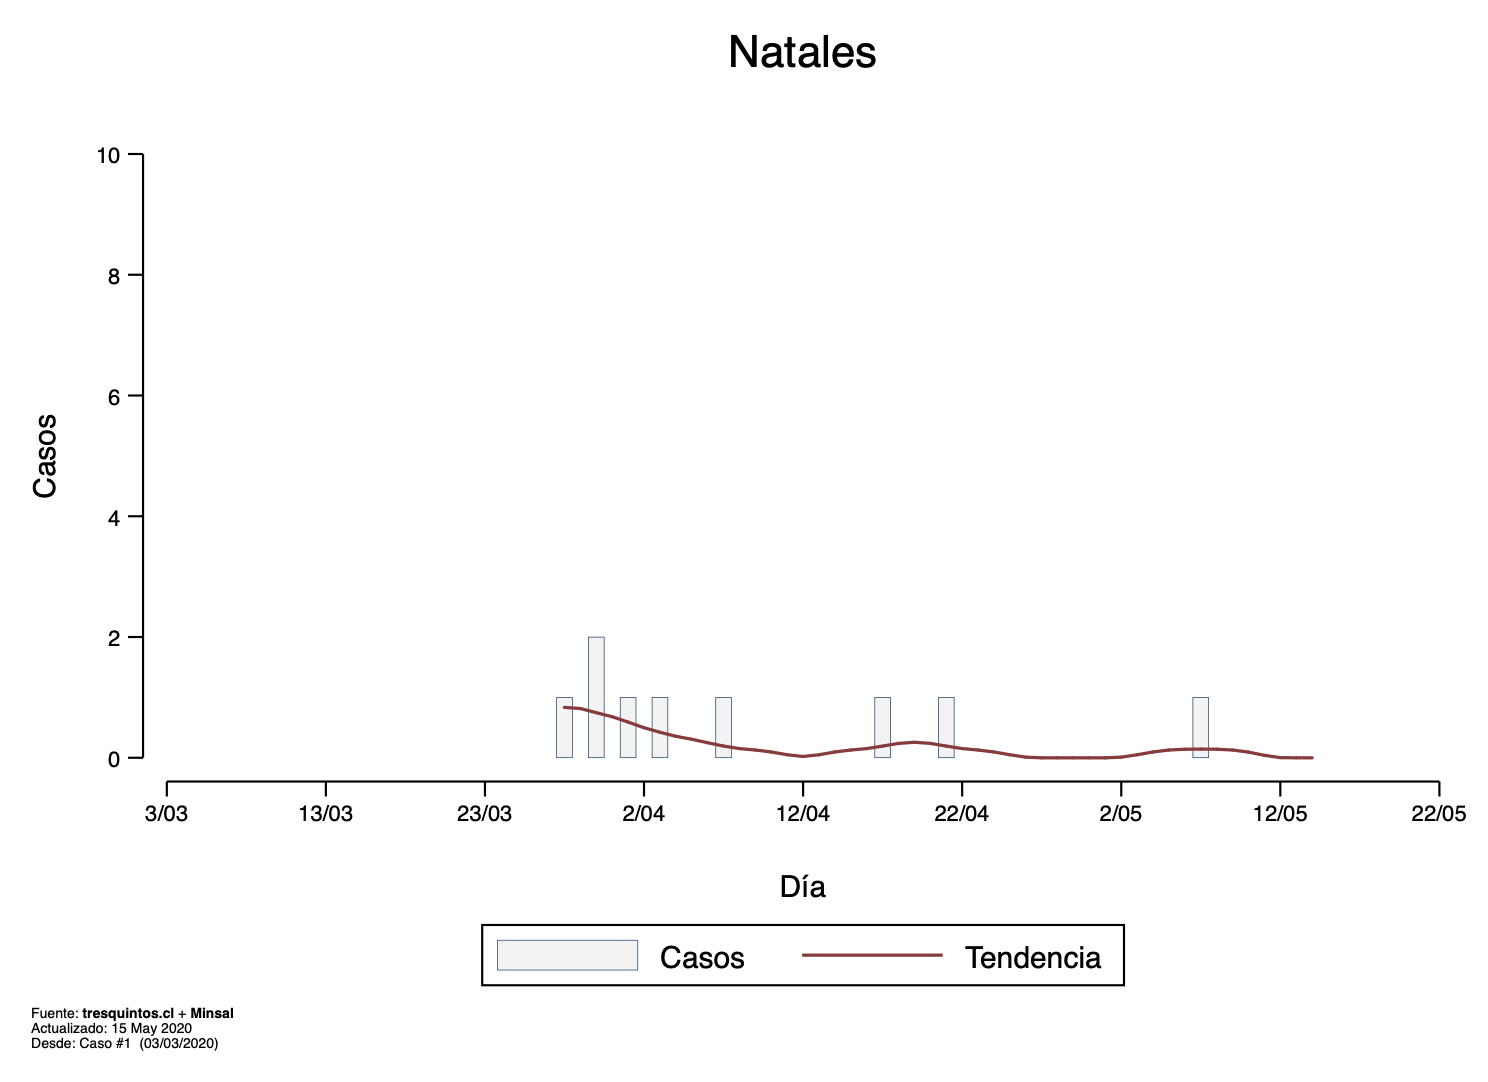 Natales
10
8
6
4
2
0
Casos
3/03 13/03 23/03 2/04 12/04 22/04 2/05 12/05 22/05
Día
Casos Tendencia
Fuente: tresquintos.cl + Minsal
Actualizado: 15 May 2020
Desde: Caso #1 (03/03/2020)